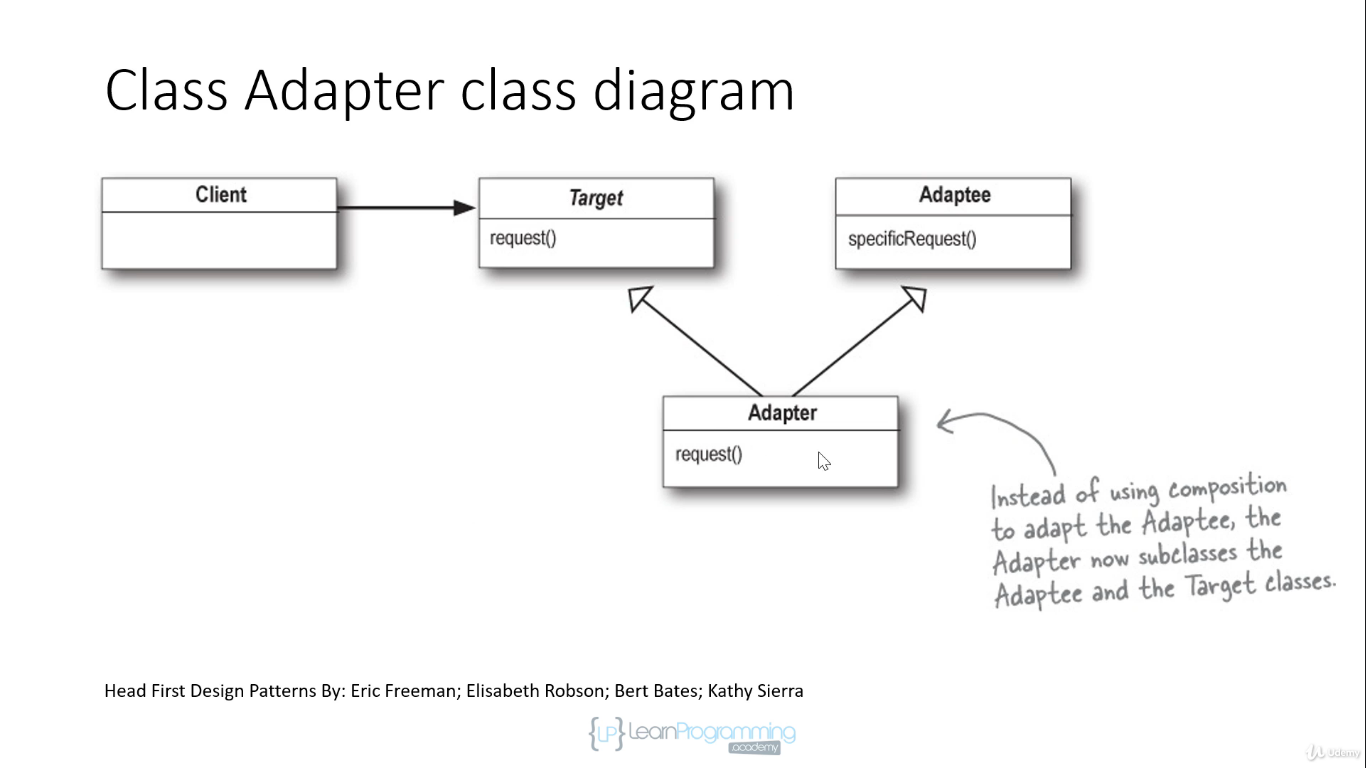 Class Adapter class diagram
Client
Target
request()
Adaptee
specificRequest()
Adapter
request()
Instead of using composition
to adapt the Adaptee, the
Adapter now subclasses the
Adaptee and the Target classes.
Head First Design Patterns By: Eric Freeman; Elisabeth Robson; Bert Bates; Kathy Sierra
{LP} LearnProgramming
.academy
Udemy